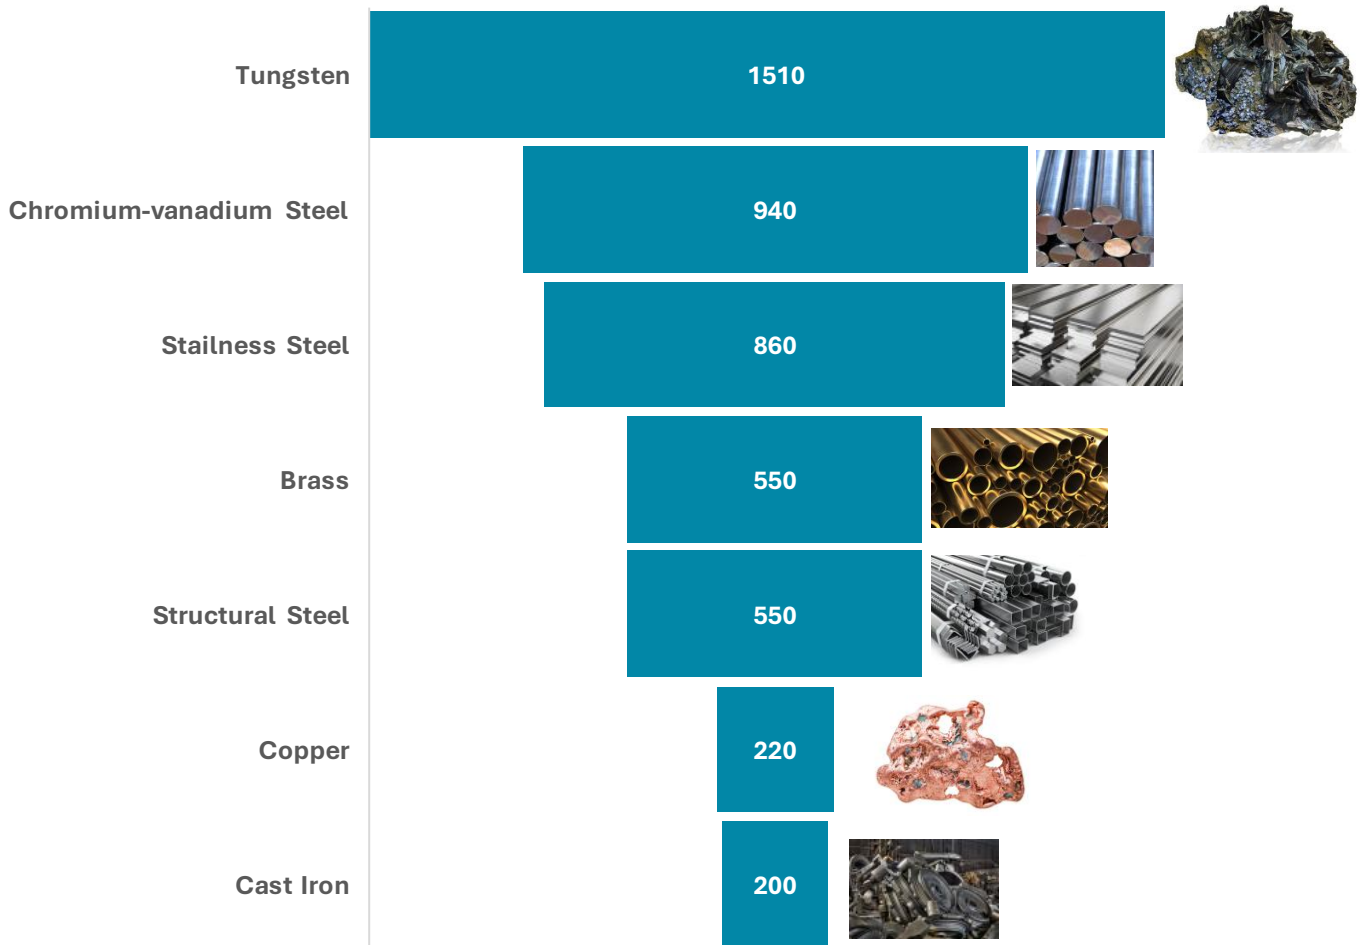 Tungsten 1510
Chromium-vanadium Steel 940
Stailness Steel 860
Brass 550
Structural Steel 550
Copper 220
Cast Iron 200